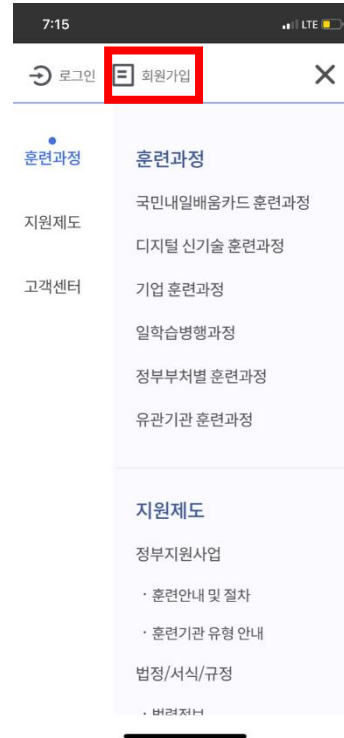 7:15 LTE
로그인 회원가입
훈련과정
지원제도
고객센터
훈련과정
국민내일배움카드 훈련과정
디지털 신기술 훈련과정
기업 훈련과정
일학습병행과정
정부부처별 훈련과정
유관기관 훈련과정
지원제도
정부지원사업
· 훈련안내 및 절차
· 훈련기관 유형 안내
법정/서식/규정
· 법령정보